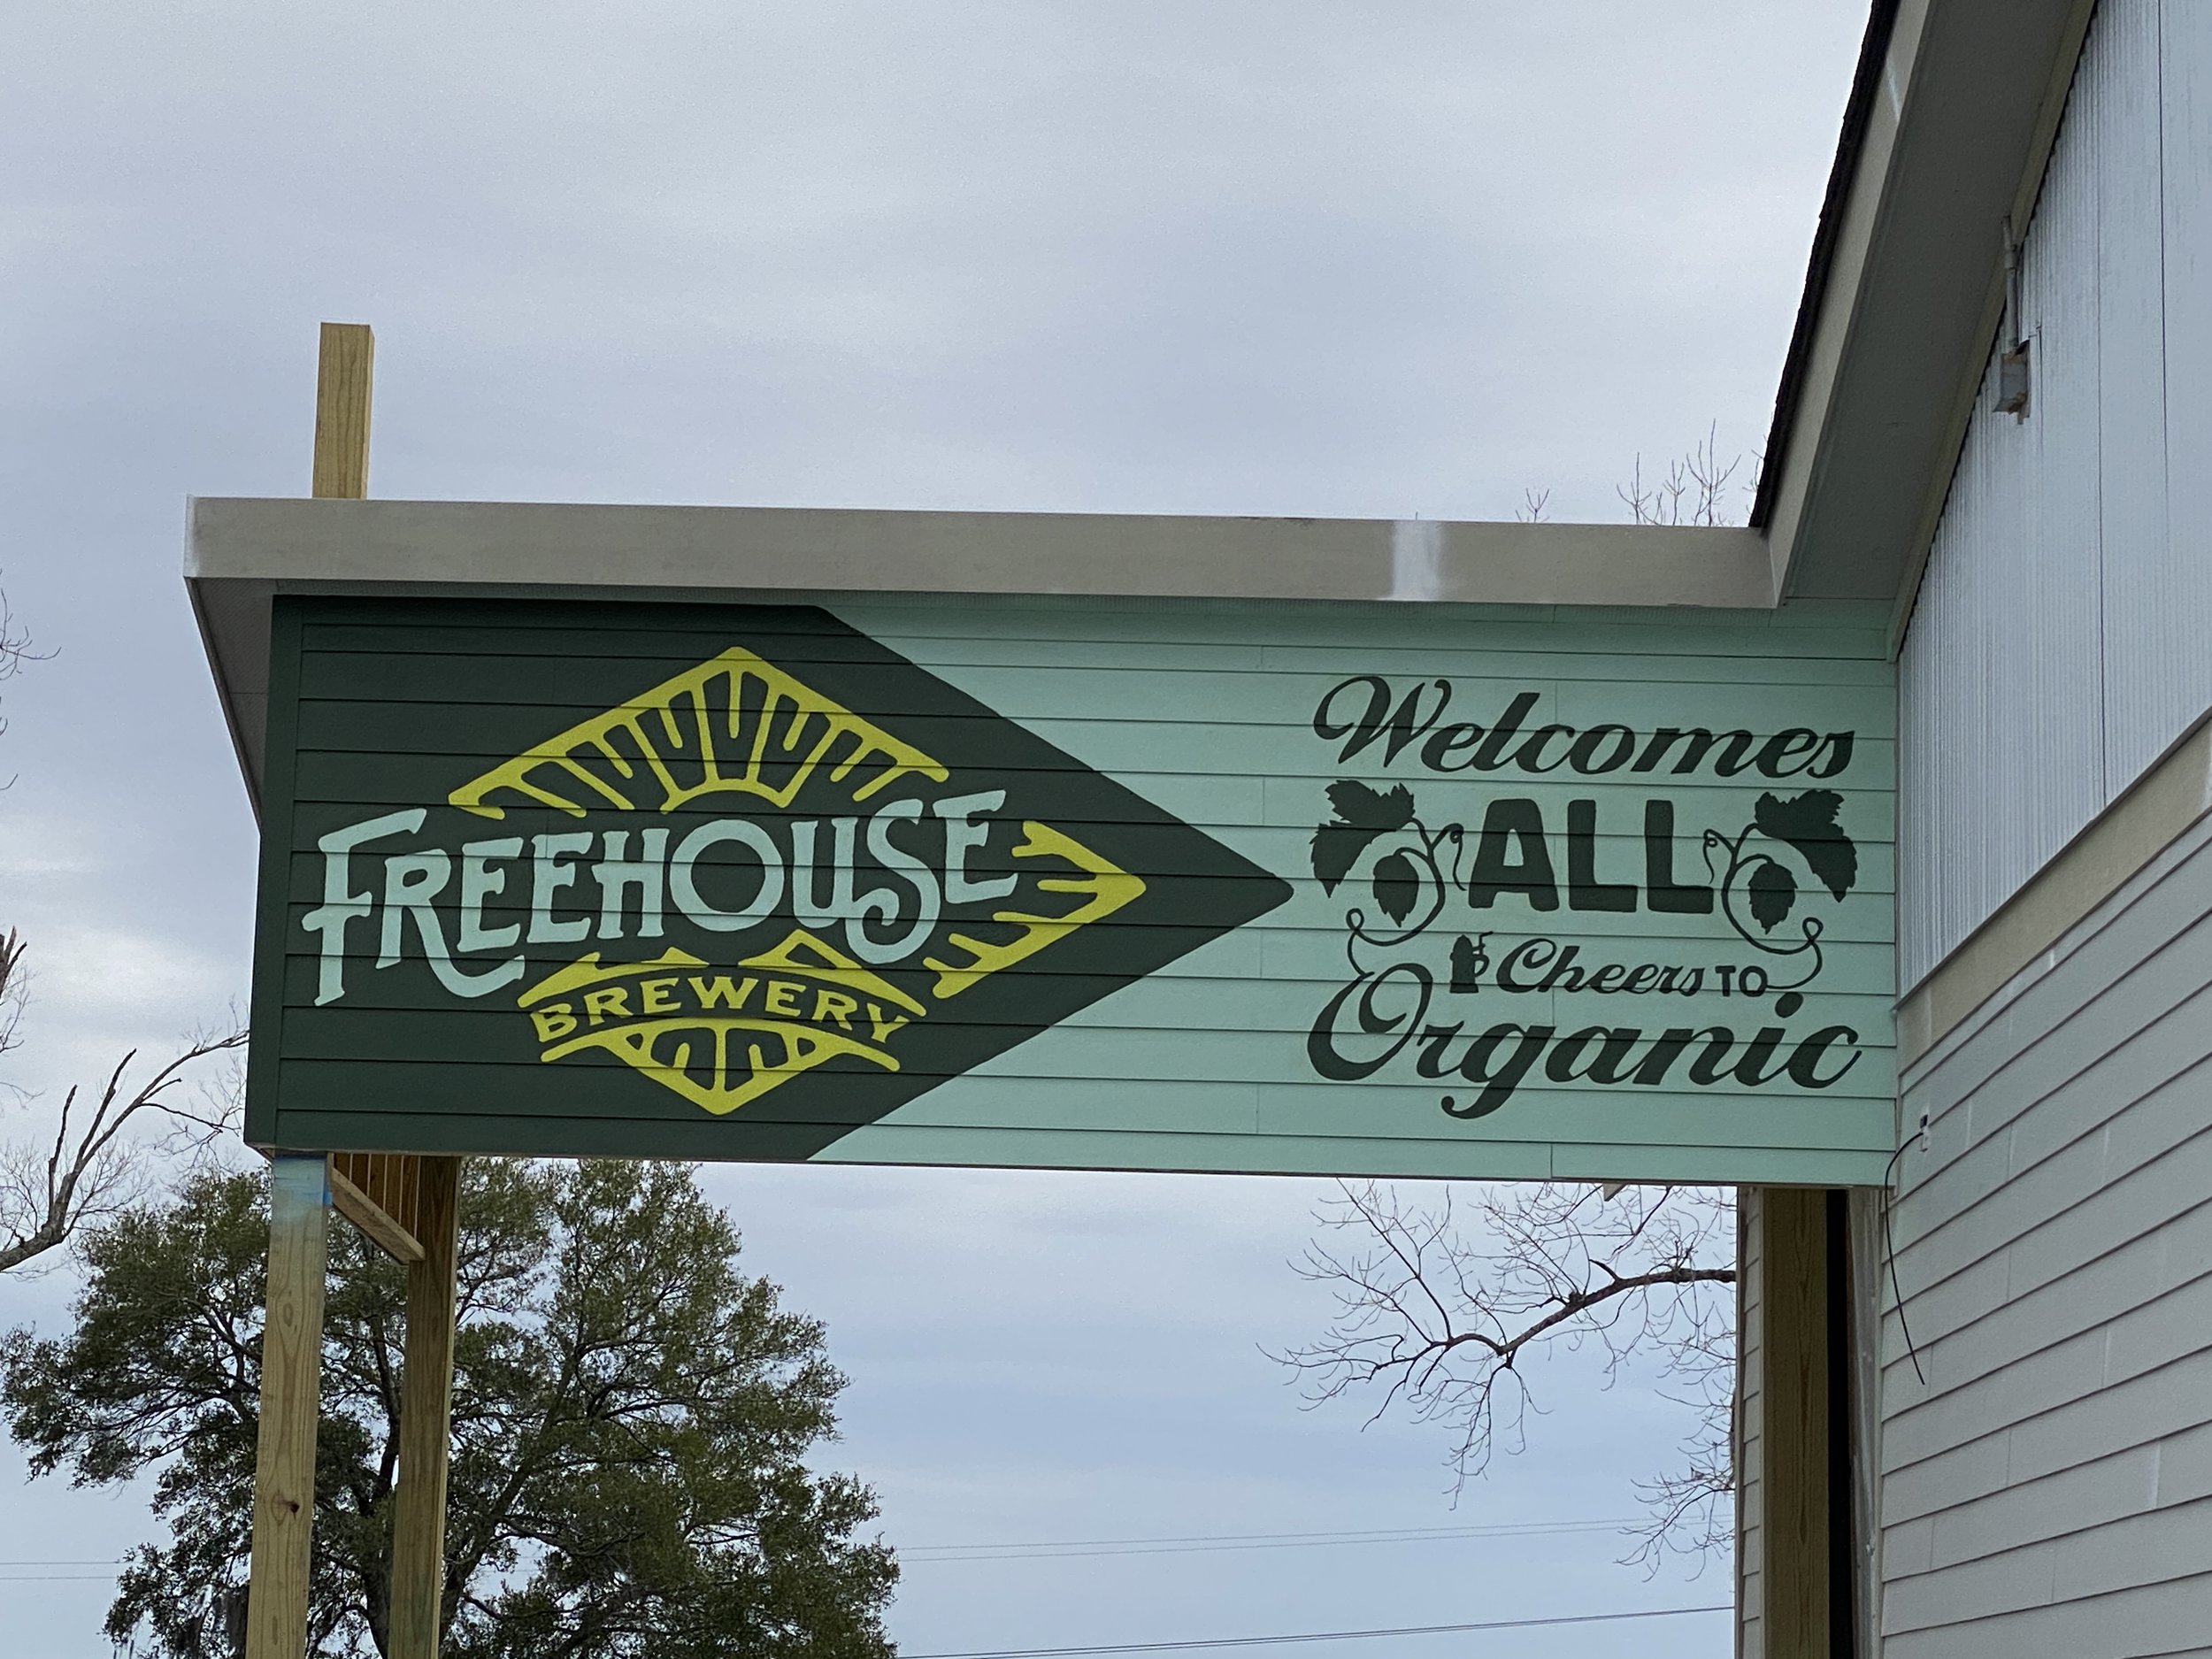 FREEHOUSE
BREWERY
Welcomes
ALL
Cheers TO
Organic